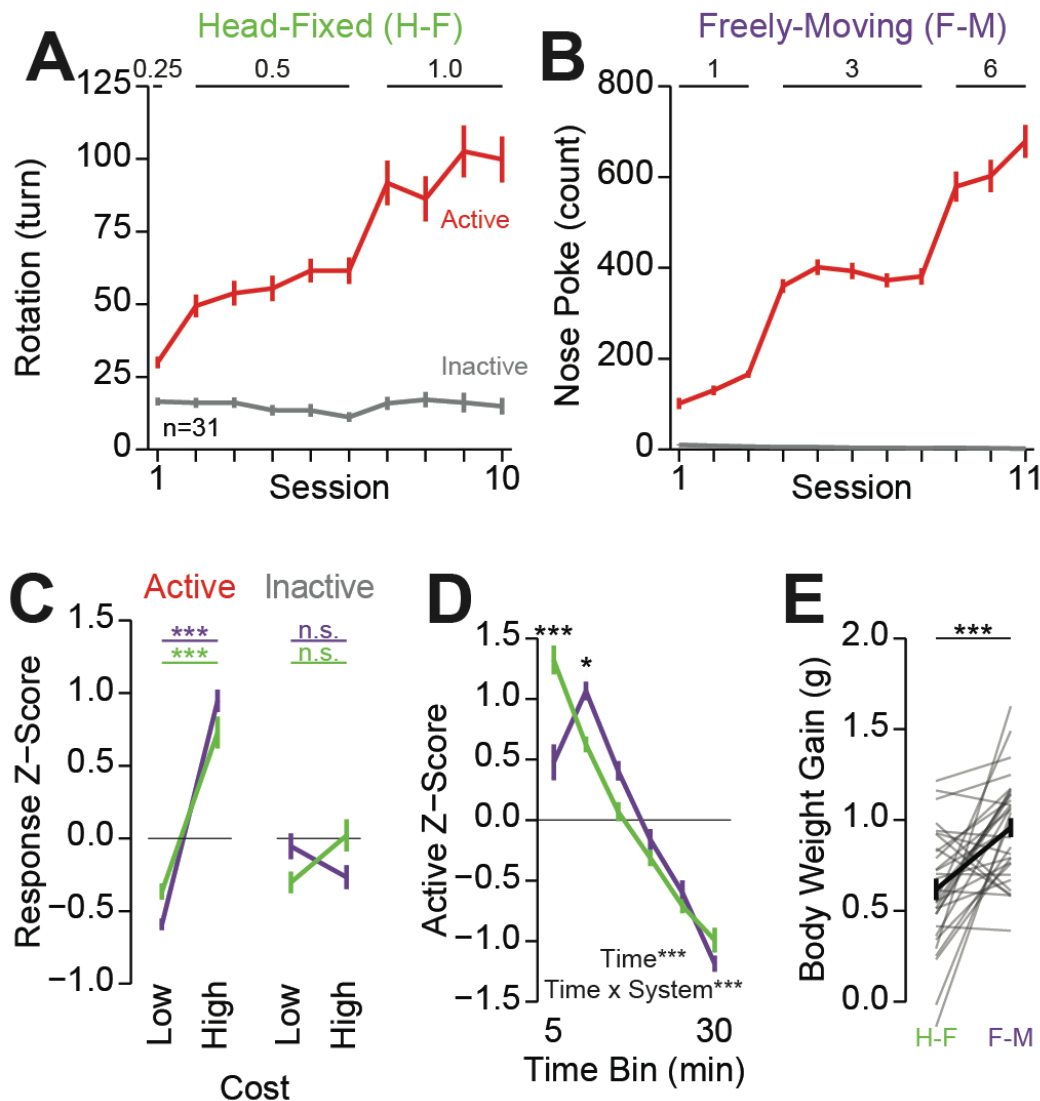 Head-Fixed (H-F)
Freely-Moving (F-M)
A
B
0.25
0.5
1.0
1
3
6
125
100
75
50
25
0
Rotation (turn)
Active
Inactive
n=31
1
Session
10
800
600
400
200
0
Nose Poke (count)
1
Session
11
C
Active
Inactive
D
E
1.5
1.0
0.5
0.0
−0.5
−1.0
Response Z−Score
***
***
n.s.
n.s.
Low
High
Low
High
Cost
1.5
1.0
0.5
0.0
−0.5
−1.0
−1.5
Active Z−Score
***
*
Time***
Time x System***
5
30
Time Bin (min)
2.0
1.5
1.0
0.5
0.0
Body Weight Gain (g)
***
H-F
F-M